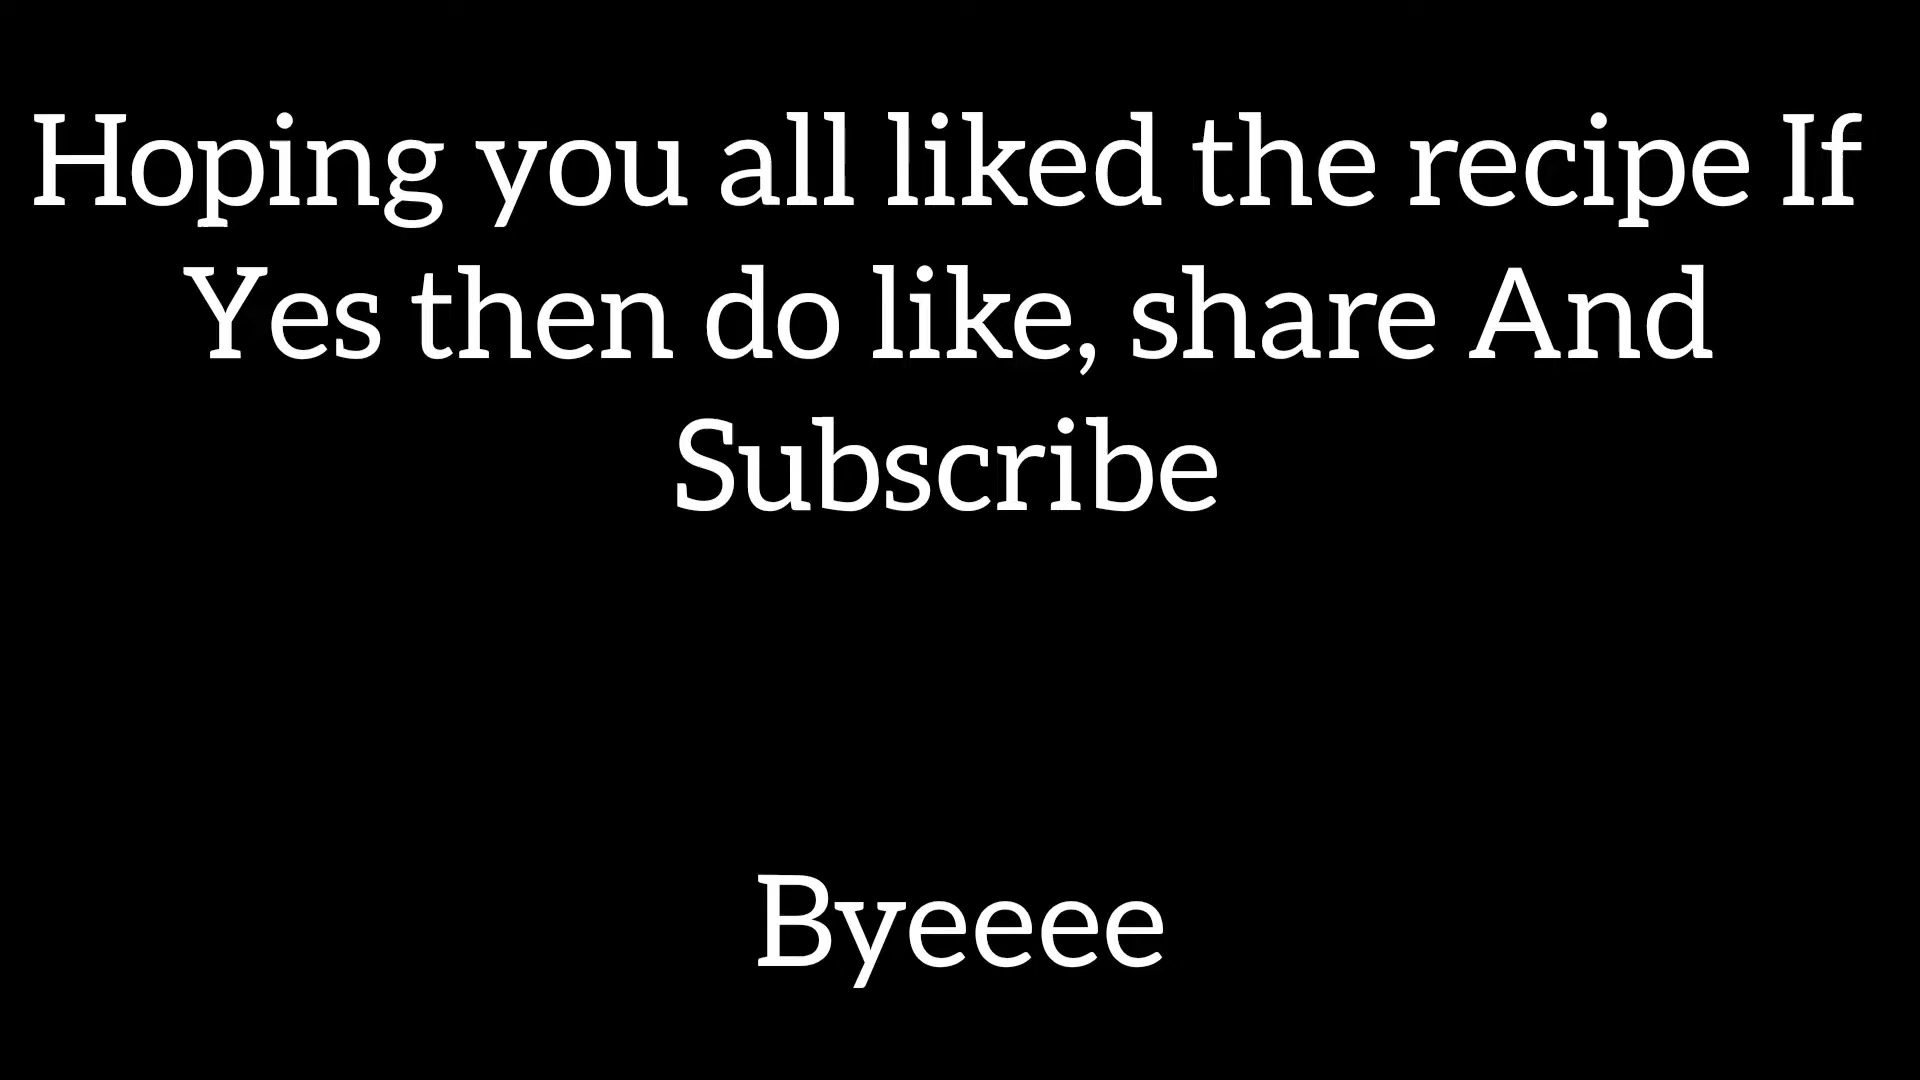 Hoping you all liked the recipe If
Yes then do like, share And
Subscribe
Byeeee